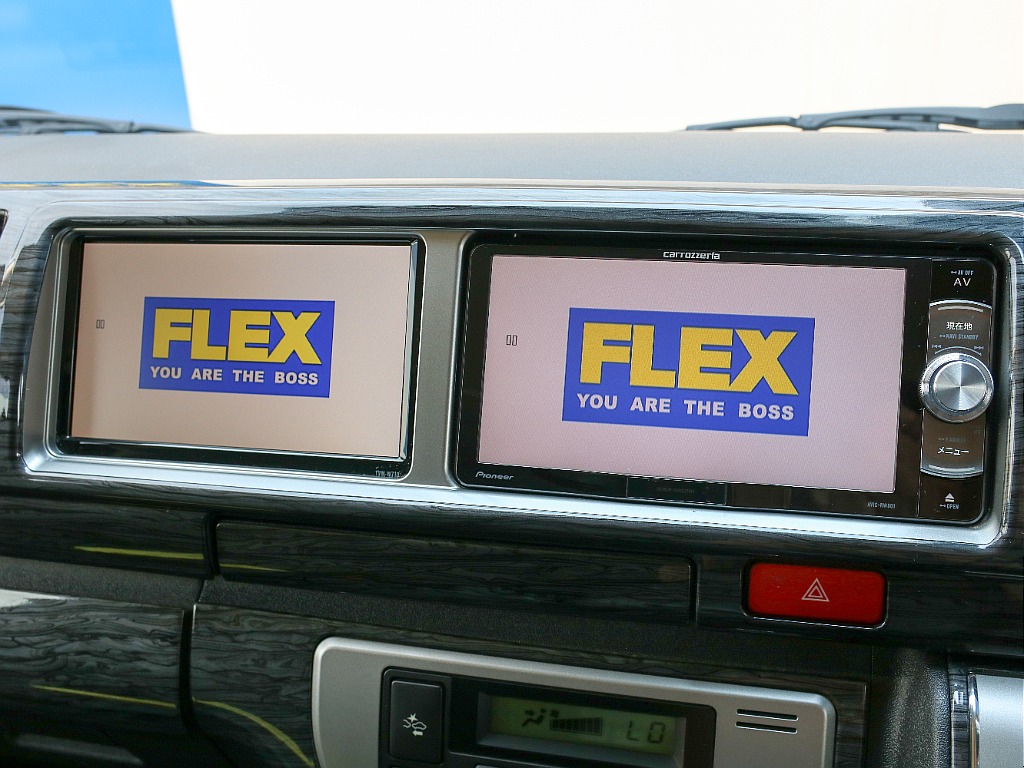 FLEX
YOU ARE THE BOSS
carrozzeria
FLEX
YOU ARE THE BOSS
AV
現在地
メニュー
OPEN
Pioneer
LO